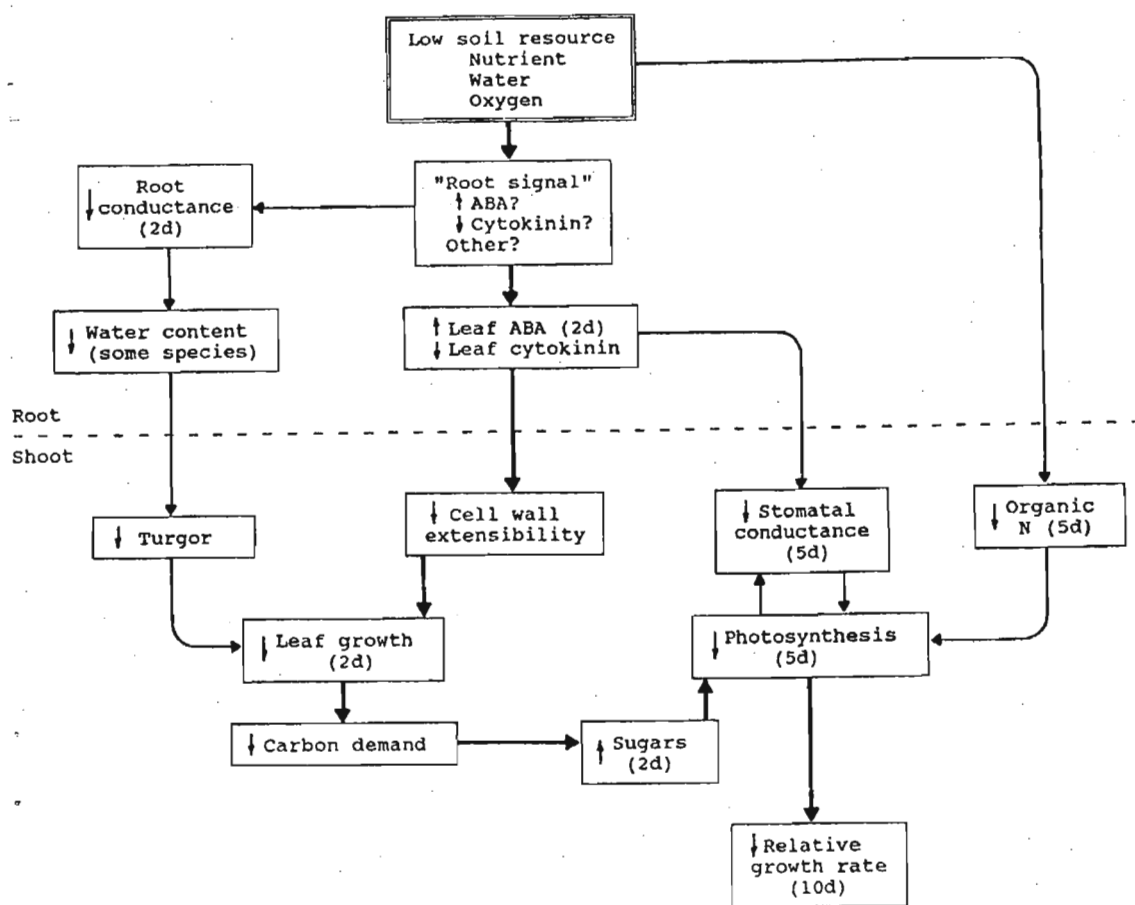 Low soil resource
Nutrient
Water
Oxygen
"Root signal"
↑ ABA?
↓ Cytokinin?
Other?
↓ Root
conductance
(2d)
↓ Water content
(some species)
↑ Leaf ABA (2d)
↓ Leaf cytokinin
Root
Shoot
↓ Turgor
↓ Cell wall
extensibility
↓ Stomatal
conductance
(5d)
↓ Organic
N (5d)
↓ Leaf growth
(2d)
↓ Photosynthesis
(5d)
↓ Carbon demand
↑ Sugars
(2d)
↓ Relative
growth rate
(10d)